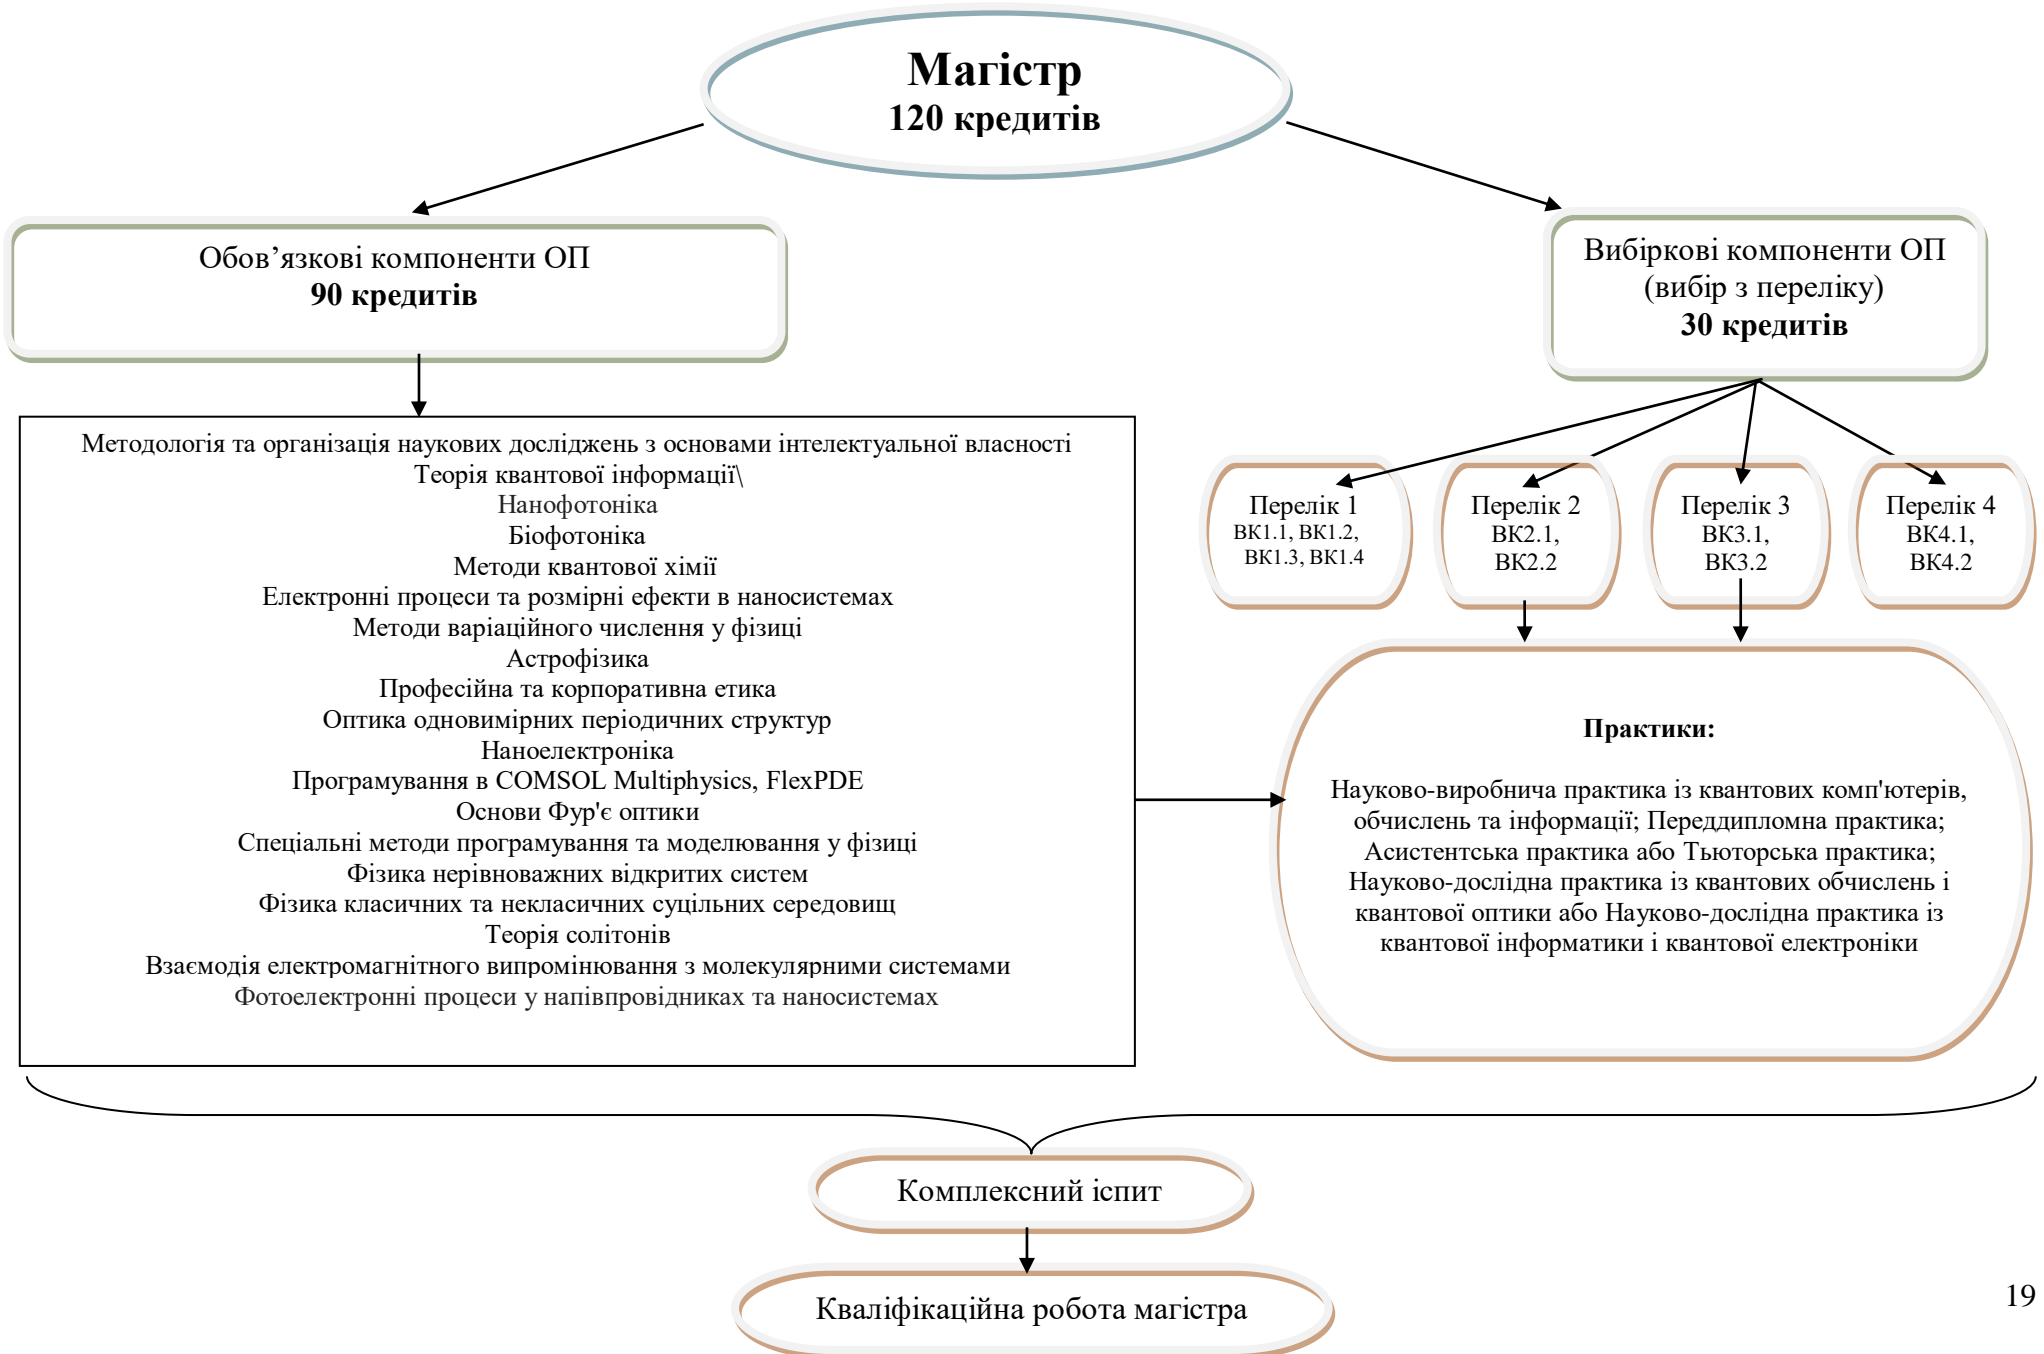 Магістр
120 кредитів
Обов’язкові компоненти ОП
90 кредитів
Вибіркові компоненти ОП
(вибір з переліку)
30 кредитів
Методологія та організація наукових досліджень з основами інтелектуальної власності
Теорія квантової інформації\
Нанофотоніка
Біофотоніка
Методи квантової хімії
Електронні процеси та розмірні ефекти в наносистемах
Методи варіаційного числення у фізиці
Астрофізика
Професійна та корпоративна етика
Оптика одновимірних періодичних структур
Наноелектроніка
Програмування в COMSOL Multiphysics, FlexPDE
Основи Фур'є оптики
Спеціальні методи програмування та моделювання у фізиці
Фізика нерівноважних відкритих систем
Фізика класичних та некласичних суцільних середовищ
Теорія солітонів
Взаємодія електромагнітного випромінювання з молекулярними системами
Фотоелектронні процеси у напівпровідниках та наносистемах
Перелік 1
ВК1.1, ВК1.2,
ВК1.3, ВК1.4
Перелік 2
ВК2.1,
ВК2.2
Перелік 3
ВК3.1,
ВК3.2
Перелік 4
ВК4.1,
ВК4.2
Практики:
Науково-виробнича практика із квантових комп'ютерів,
обчислень та інформації; Переддипломна практика;
Асистентська практика або Тьюторська практика;
Науково-дослідна практика із квантових обчислень і
квантової оптики або Науково-дослідна практика із
квантової інформатики і квантової електроніки
Комплексний іспит
Кваліфікаційна робота магістра
19